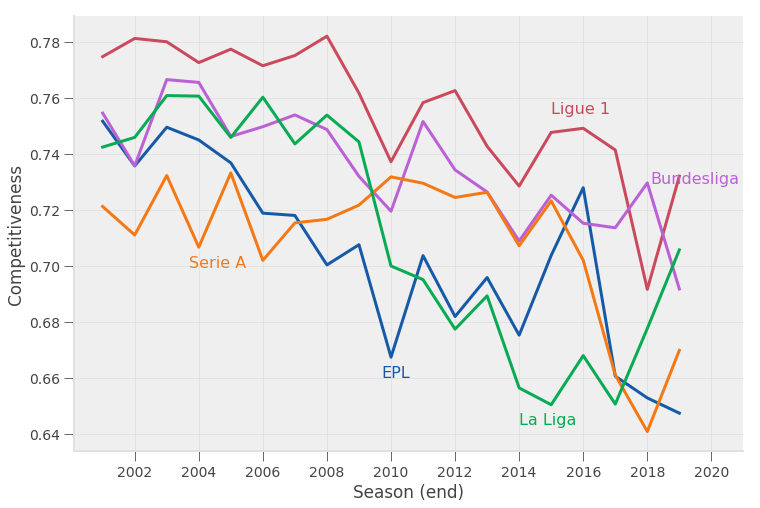 0.78
0.76
0.74
0.72
0.70
0.68
0.66
0.64
Competitiveness
Ligue 1
Bundesliga
Serie A
EPL
La Liga
2002 2004 2006 2008 2010 2012 2014 2016 2018 2020
Season (end)